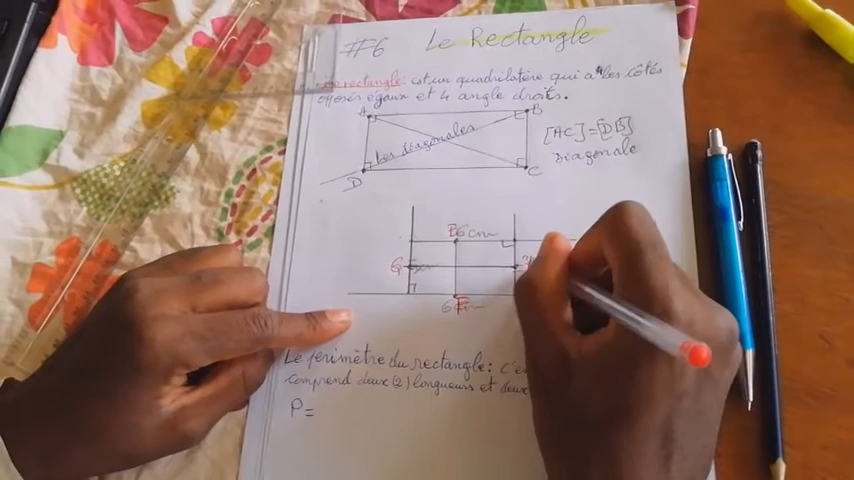 #6 Le Rectangle
Le rectangle: est un quadrilatère qui a les côtés
opposés égaux et 4 angle droits.
A B
Les diagonales
[AC]=[DB]
Diagonale
D C
E 6cm
G
6 F
Le périmètre du rectangle: c'e
comprend deux (2) longueurs et deux
P=